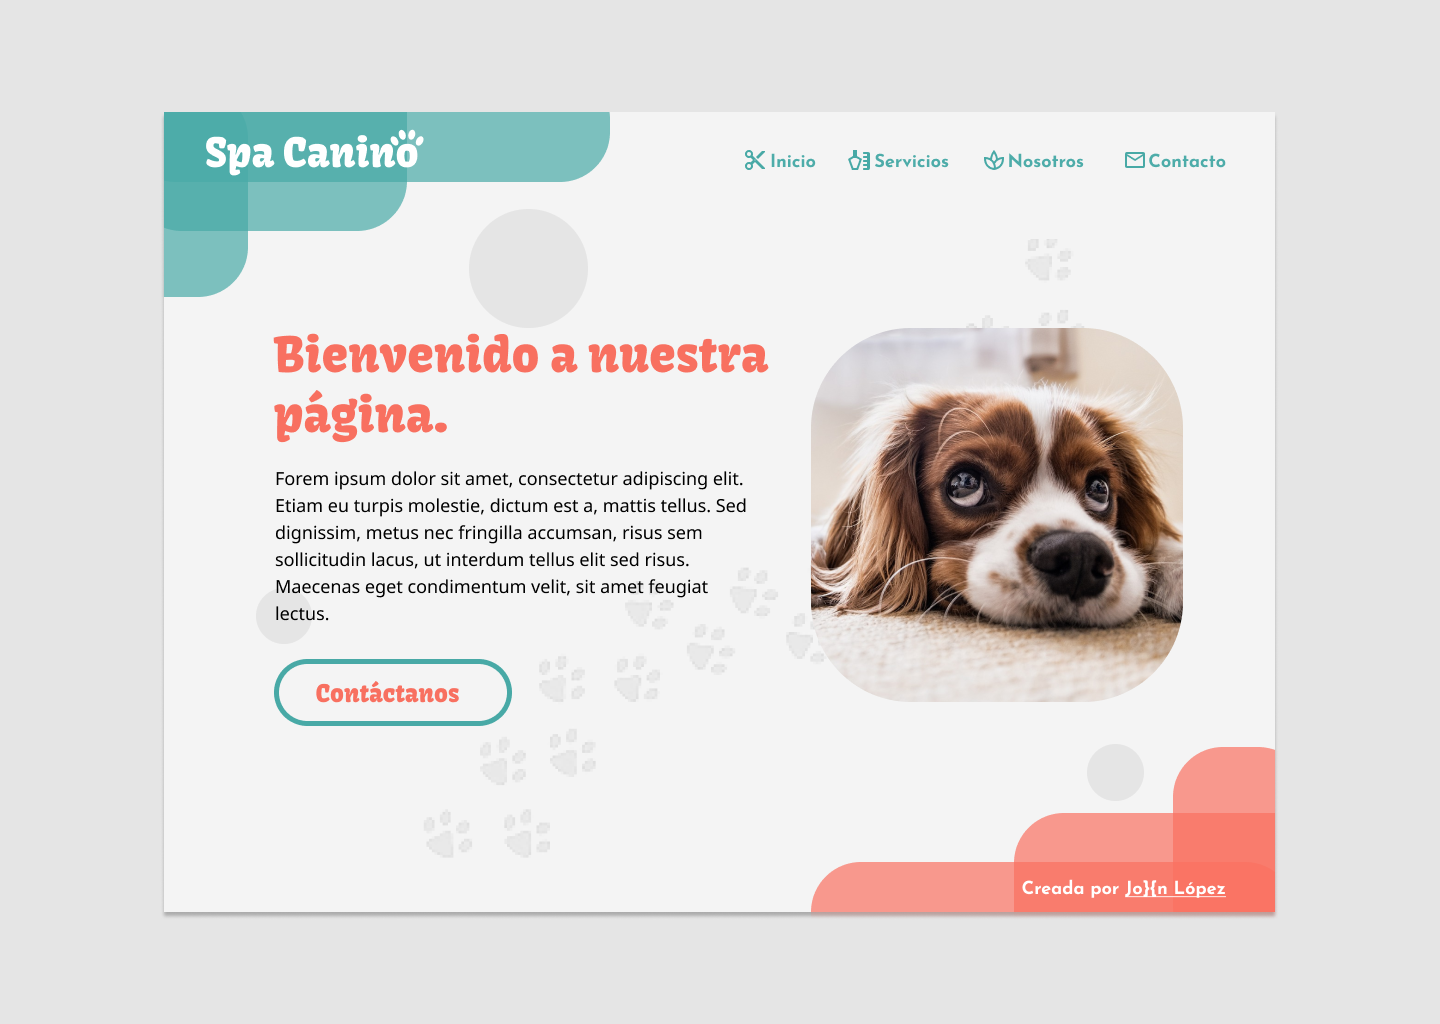 Spa Canino
Inicio
Servicios
Nosotros
Contacto
Bienvenido a nuestra
página.
Forem ipsum dolor sit amet, consectetur adipiscing elit.
Etiam eu turpis molestie, dictum est a, mattis tellus. Sed
dignissim, metus nec fringilla accumsan, risus sem
sollicitudin lacus, ut interdum tellus elit sed risus.
Maecenas eget condimentum velit, sit amet feugiat
lectus.
Contáctanos
Creada por Jo}{n López